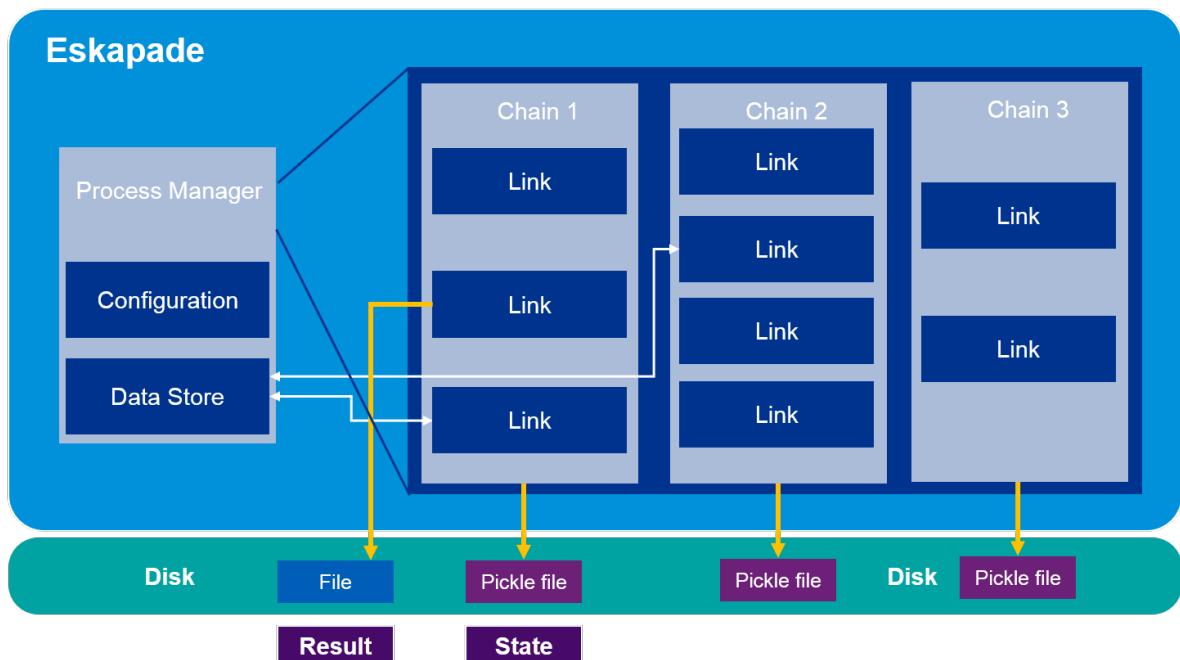 Eskapade
Process Manager
Configuration
Data Store
Chain 1
Link
Link
Link
Chain 2
Link
Link
Link
Link
Chain 3
Link
Link
Disk
File
Pickle file
Pickle file
Disk
Pickle file
Result
State